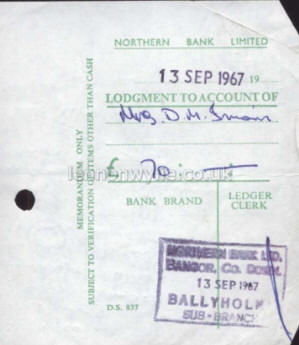 NORTHERN BANK LIMITED
13 SEP 1967 19
LODGMENT TO ACCOUNT OF
Mrs D. M.
£ 70 : — : —
BANK BRAND
LEDGER
CLERK
MEMORANDUM ONLY
SUBJECT TO VERIFICATION OF ITEMS OTHER THAN CASH
NORTHERN BANK LTD.
BANGOR, CO. DOWN.
13 SEP 1967
BALLYHOLME
SUB-BRANCH
D.S. 837